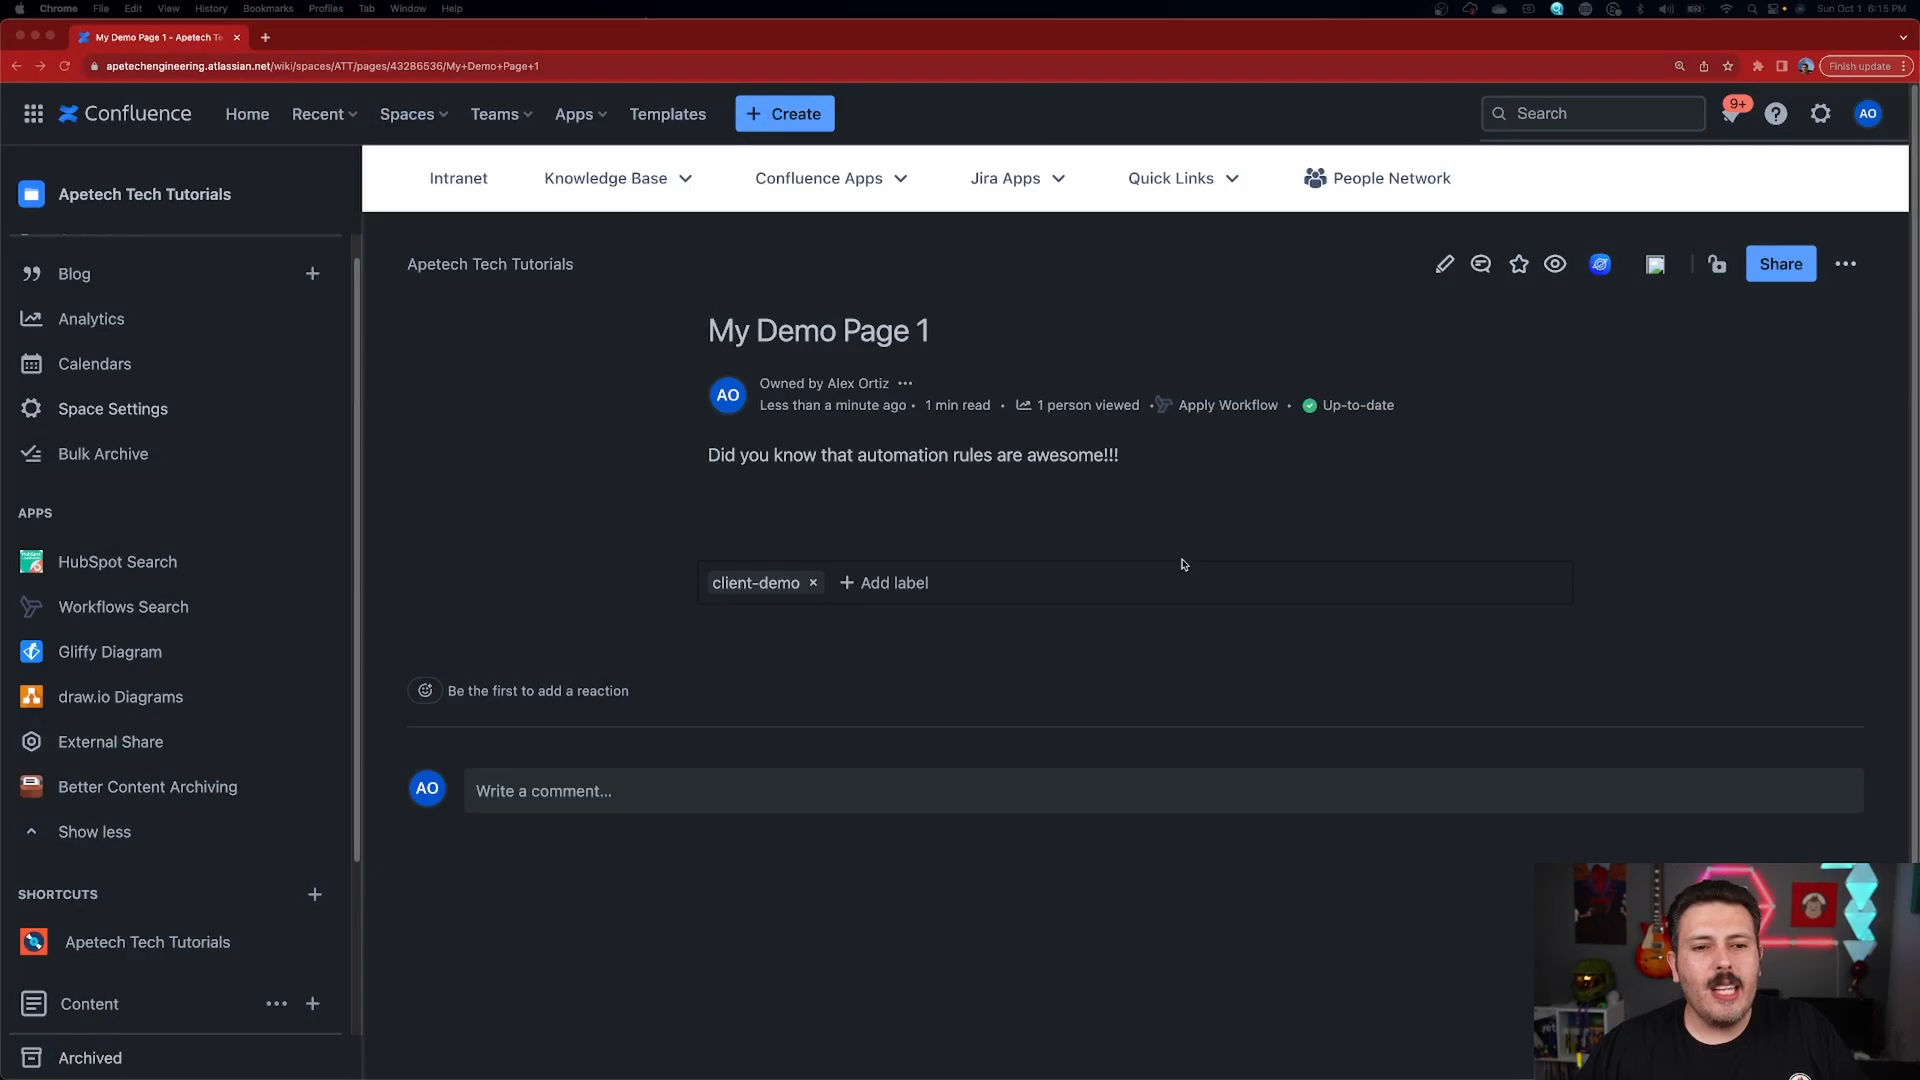 Chrome File Edit View History Bookmarks Profiles Tab Window Help
Sun Oct 1 6:15 PM
My Demo Page 1 - Apetech Te
apetechengineering.atlassian.net/wiki/spaces/ATT/pages/43286536/My+Demo+Page+1
Finish update
Confluence
Home
Recent
Spaces
Teams
Apps
Templates
+ Create
Search
9+
AO
Apetech Tech Tutorials
Intranet
Knowledge Base
Confluence Apps
Jira Apps
Quick Links
People Network
Blog
Analytics
Calendars
Space Settings
Bulk Archive
APPS
HubSpot Search
Workflows Search
Gliffy Diagram
draw.io Diagrams
External Share
Better Content Archiving
Show less
SHORTCUTS
Apetech Tech Tutorials
Content
Archived
Apetech Tech Tutorials
Share
My Demo Page 1
AO
Owned by Alex Ortiz
Less than a minute ago • 1 min read • 1 person viewed • Apply Workflow • Up-to-date
Did you know that automation rules are awesome!!!
client-demo × + Add label
Be the first to add a reaction
AO
Write a comment...